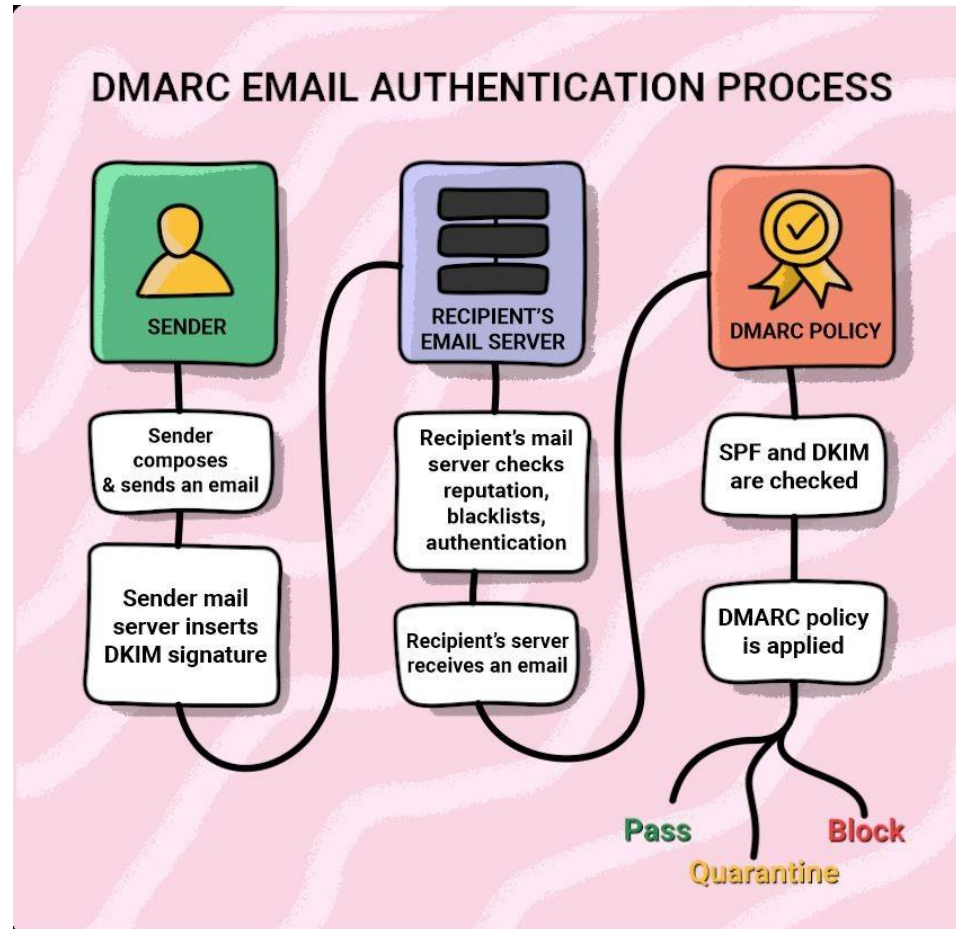 DMARC EMAIL AUTHENTICATION PROCESS
SENDER
Sender
composes
& sends an email
Sender mail
server inserts
DKIM signature
RECIPIENT'S
EMAIL SERVER
Recipient's mail
server checks
reputation,
blacklists,
authentication
Recipient's server
receives an email
DMARC POLICY
SPF and DKIM
are checked
DMARC policy
is applied
Pass
Quarantine
Block